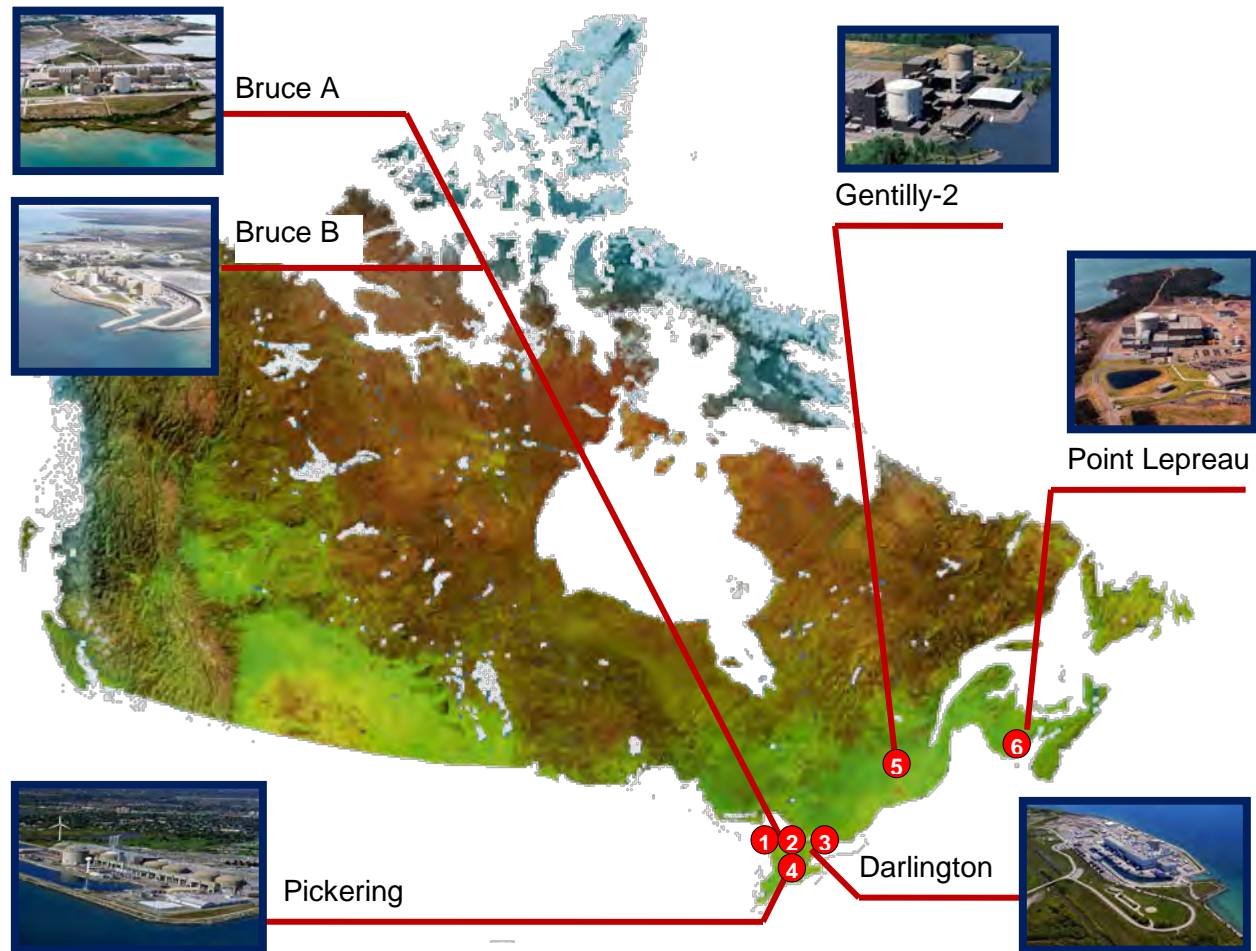 Bruce A
Gentilly-2
Bruce B
Point Lepreau
5
6
1
2
3
4
Darlington
Pickering